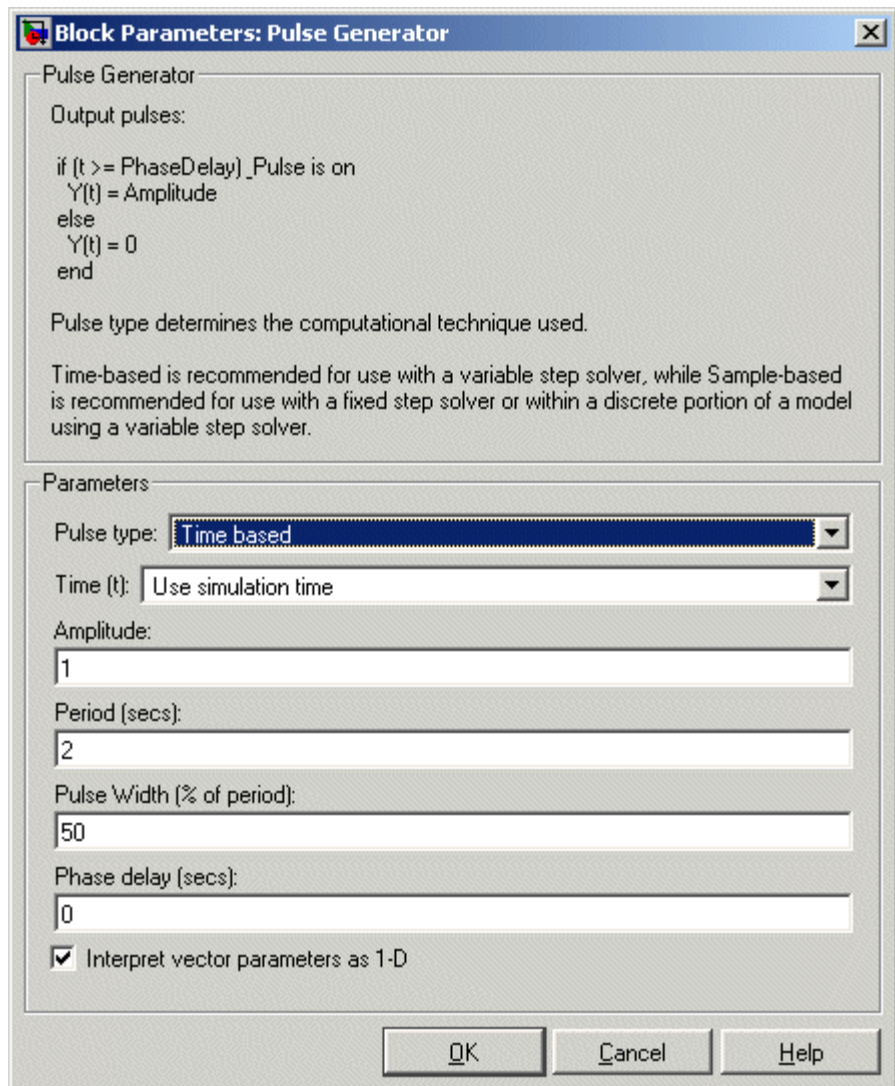 Block Parameters: Pulse Generator
Pulse Generator
Output pulses:
if (t >= PhaseDelay) _Pulse is on
Y(t) = Amplitude
else
Y(t) = 0
end
Pulse type determines the computational technique used.
Time-based is recommended for use with a variable step solver, while Sample-based
is recommended for use with a fixed step solver or within a discrete portion of a model
using a variable step solver.
Parameters
Pulse type: Time based
Time (t): Use simulation time
Amplitude:
1
Period (secs):
2
Pulse Width (% of period):
50
Phase delay (secs):
0
Interpret vector parameters as 1-D
OK Cancel Help